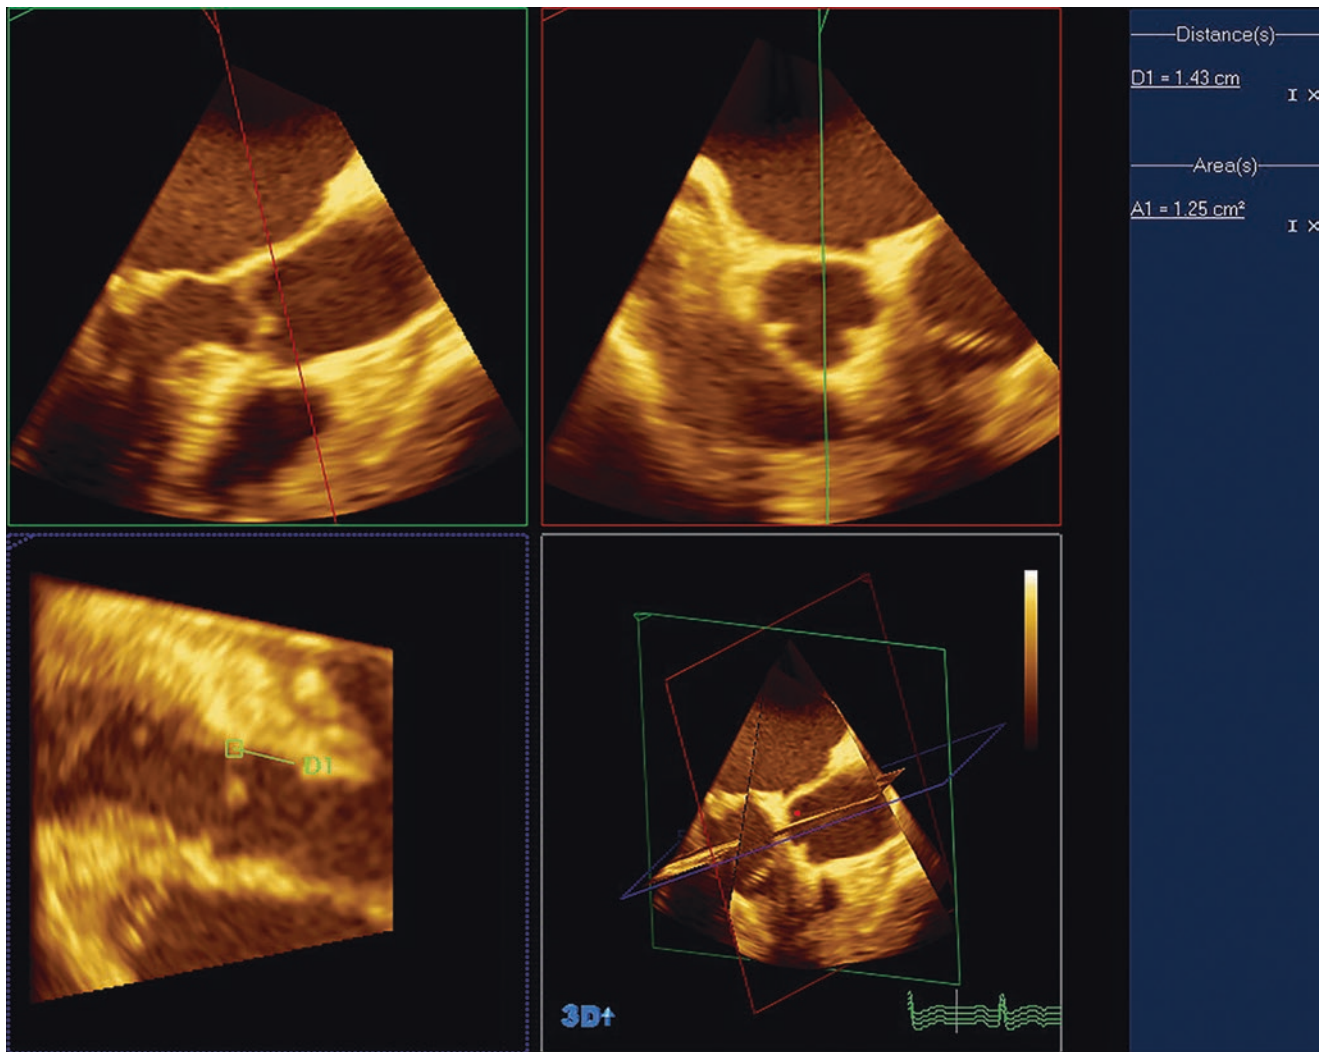 Distance(s)
D1 = 1.43 cm
I ×
Area(s)
A1 = 1.25 cm²
I ×
D1
3D